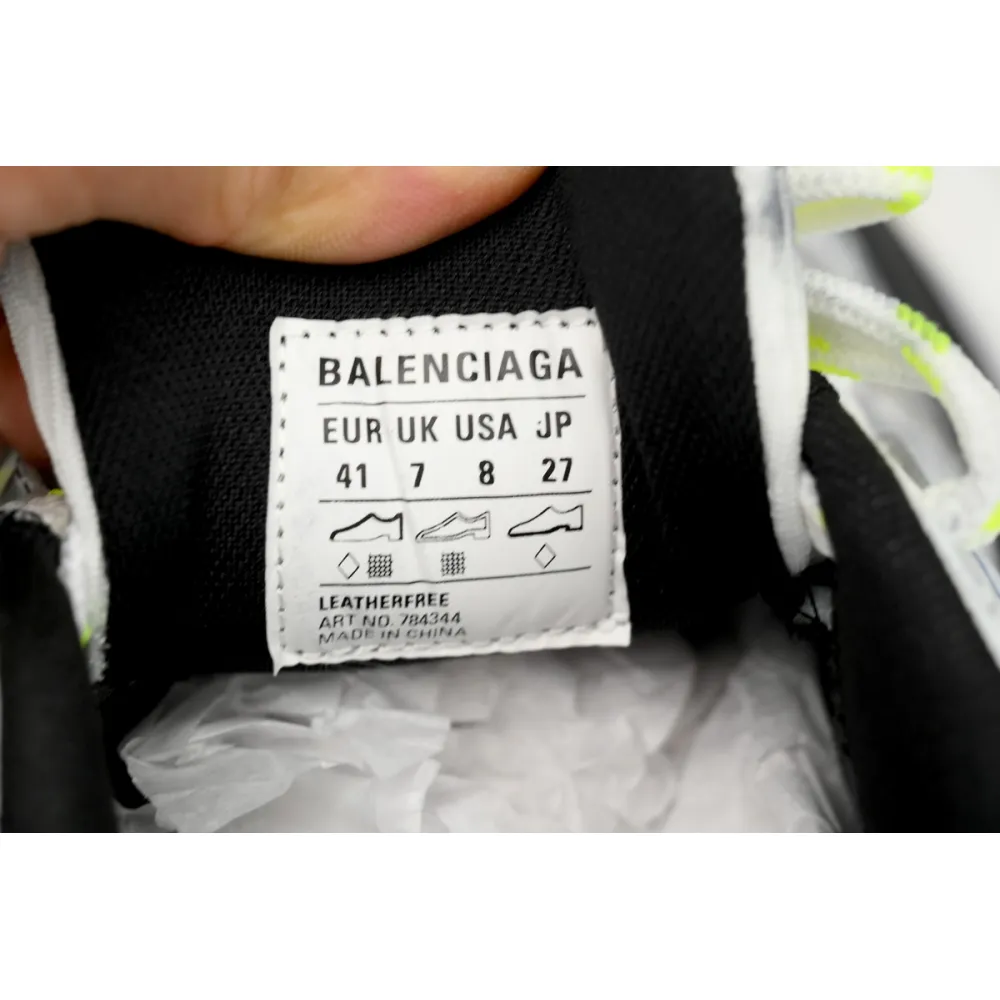 BALENCIAGA
EUR UK USA JP
41 7 8 27
LEATHERFREE
ART NO. 784344
MADE IN CHINA